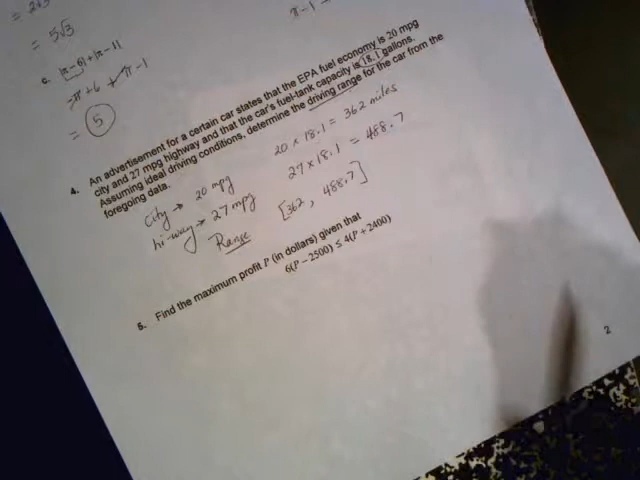 = 5√3
π-1
c. |π-6|+|π-1|
-π+6 + π-1
= 5
4. An advertisement for a certain car states that the EPA fuel economy is 20 mpg
city and 27 mpg highway and that the car's fuel-tank capacity is 18.1 gallons.
Assuming ideal driving conditions, determine the driving range for the car from the
foregoing data.
20 × 18.1 = 362 miles
city → 20 mpg
27 × 18.1 = 488.7
hi-way → 27 mpg
Range [362, 488.7]
5. Find the maximum profit P (in dollars) given that
6(P − 2500) ≤ 4(P + 2400)
2